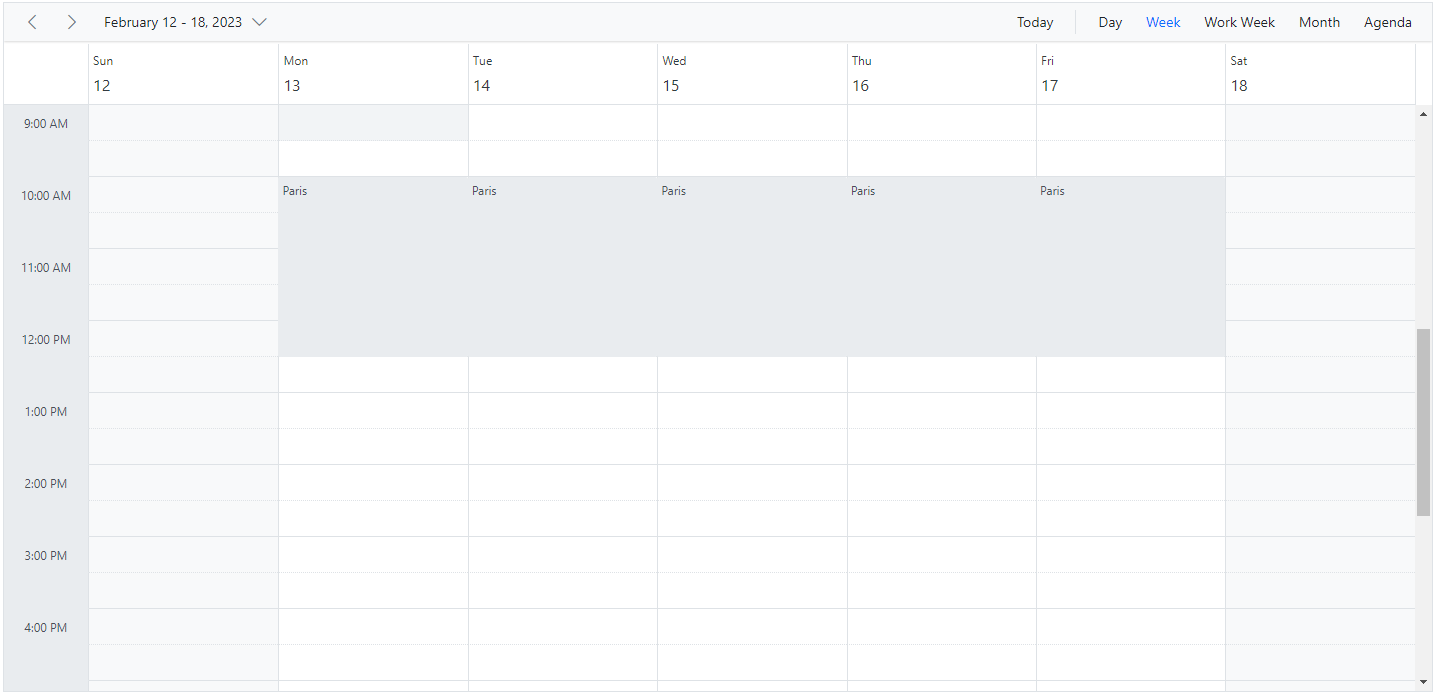 February 12 - 18, 2023 Today Day Week Work Week Month Agenda
Sun Mon Tue Wed Thu Fri Sat
12 13 14 15 16 17 18
9:00 AM
10:00 AM Paris Paris Paris Paris Paris
11:00 AM
12:00 PM
1:00 PM
2:00 PM
3:00 PM
4:00 PM